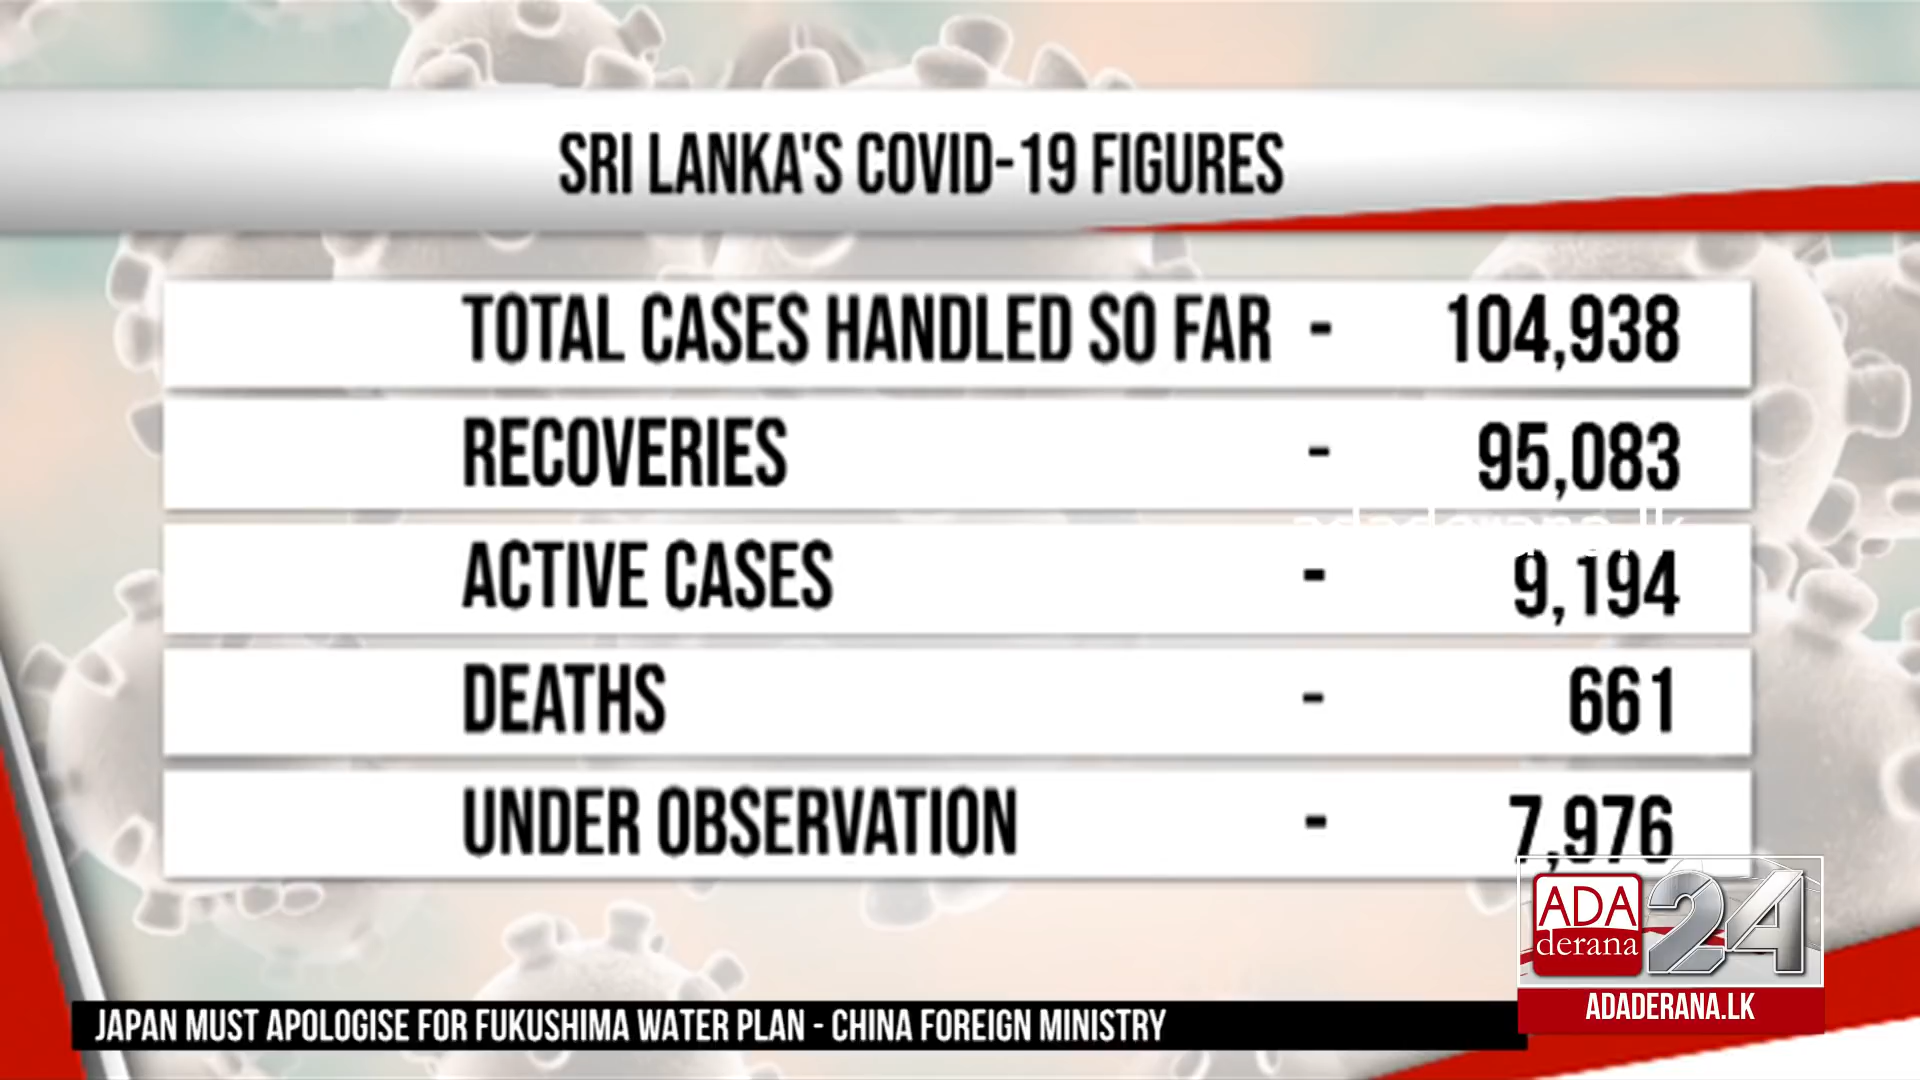 SRI LANKA'S COVID-19 FIGURES
TOTAL CASES HANDLED SO FAR - 104,938
RECOVERIES - 95,083
adaderana.lk
ACTIVE CASES - 9,194
DEATHS - 661
UNDER OBSERVATION - 7,976
ADA
derana
24
ADADERANA.LK
JAPAN MUST APOLOGISE FOR FUKUSHIMA WATER PLAN - CHINA FOREIGN MINISTRY